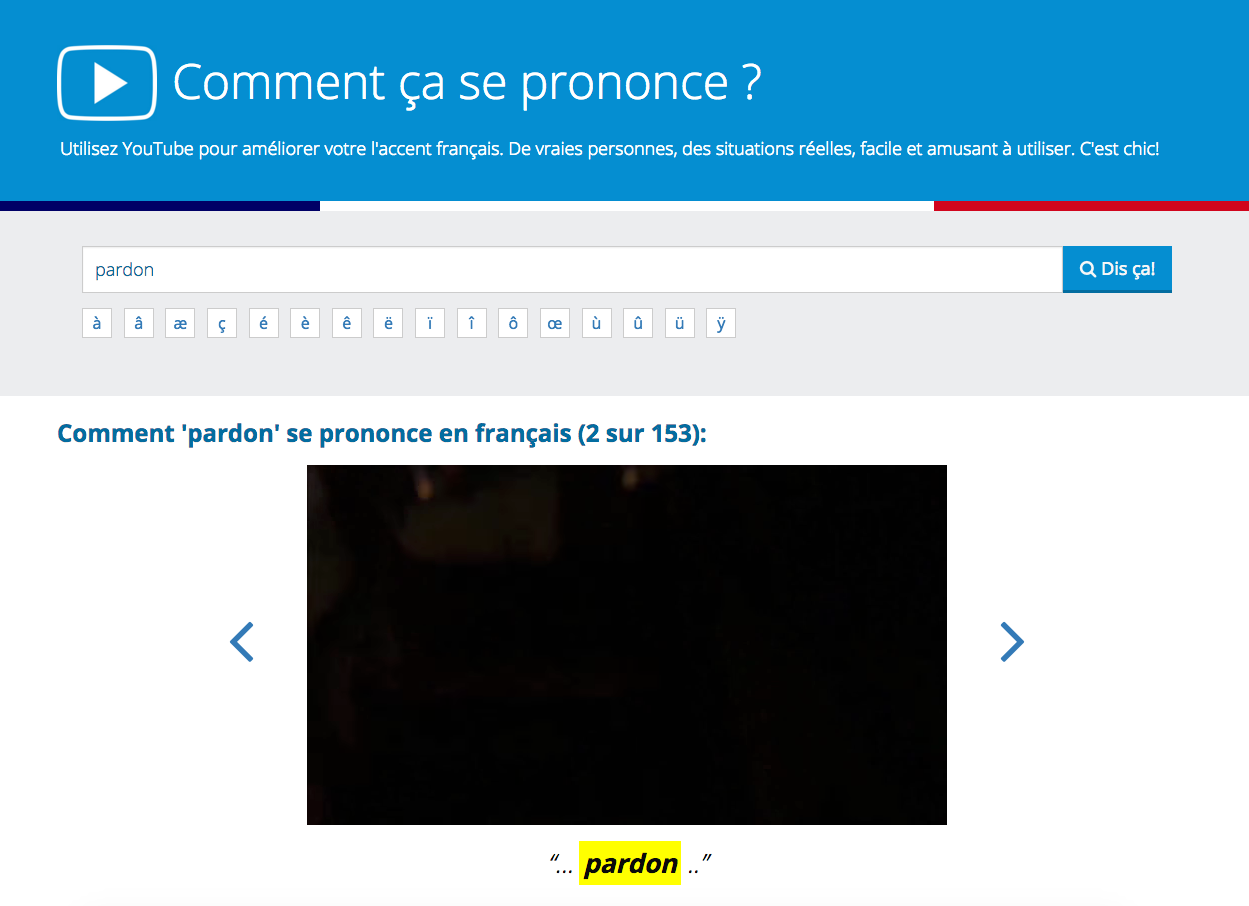 Comment ça se prononce ?
Utilisez YouTube pour améliorer votre l'accent français. De vraies personnes, des situations réelles, facile et amusant à utiliser. C'est chic!
pardon
Dis ça!
à â æ ç é è ê ë ï î ô œ ù û ü ÿ
Comment 'pardon' se prononce en français (2 sur 153):
“... pardon ..”